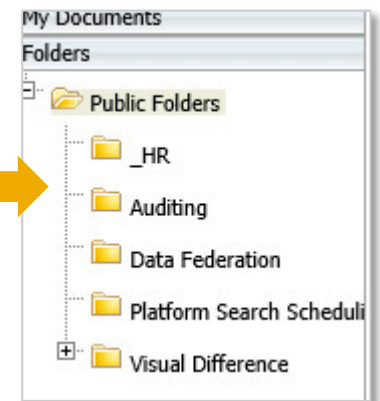 My Documents
Folders
Public Folders
_HR
Auditing
Data Federation
Platform Search Scheduli
Visual Difference